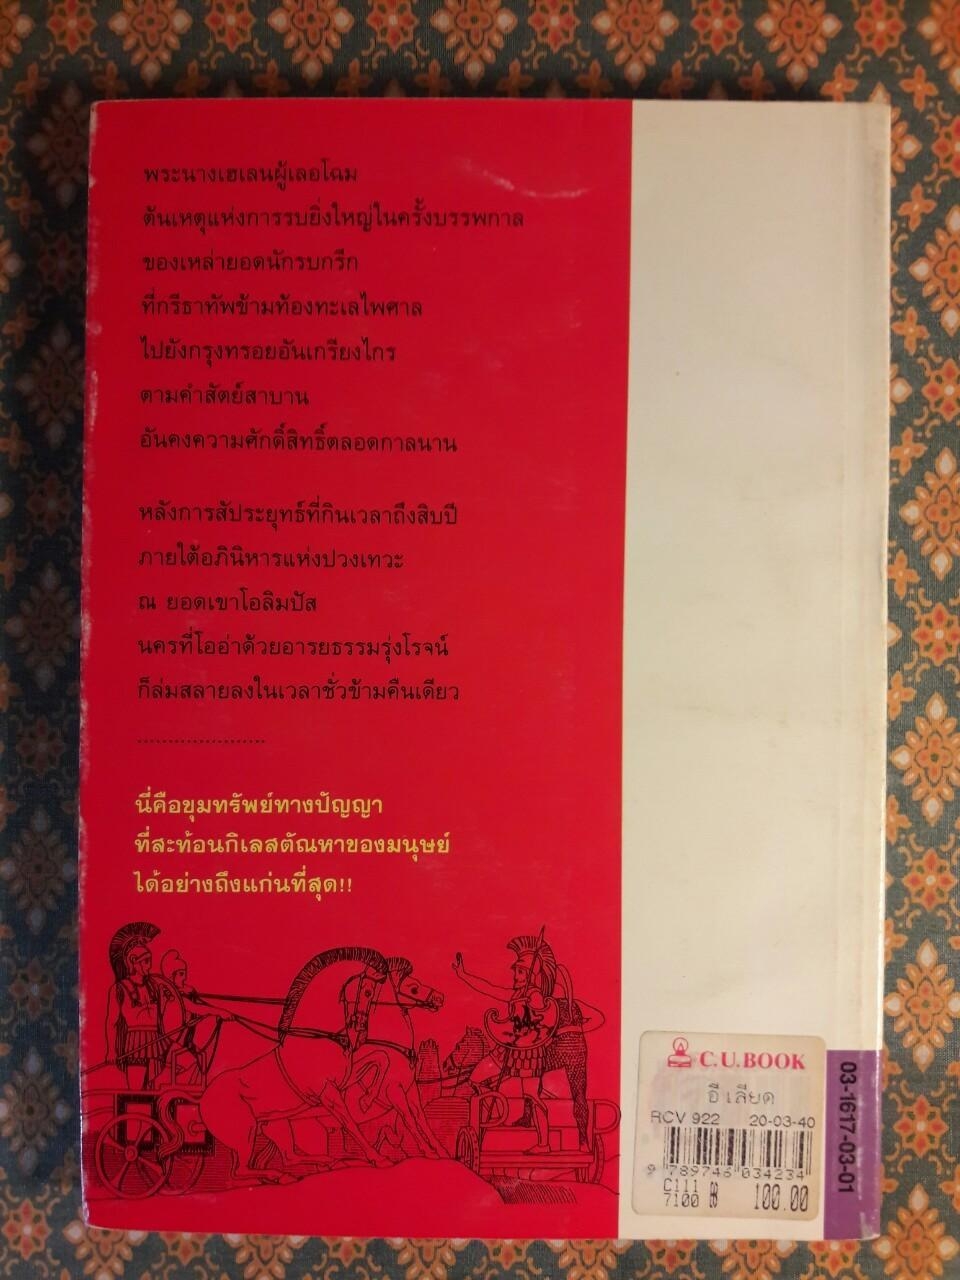 พระนางเฮเลนผู้เลอโฉม
ต้นเหตุแห่งการรบยิ่งใหญ่ในครั้งบรรพกาล
ของเหล่ายอดนักรบกรีก
ที่กรีธาทัพข้ามท้องทะเลไพศาล
ไปยังกรุงทรอยอันเกรียงไกร
ตามคำสัตย์สาบาน
อันคงความศักดิ์สิทธิ์ตลอดกาลนาน
หลังการสัประยุทธ์ที่กินเวลาถึงสิบปี
ภายใต้อภินิหารแห่งปวงเทวะ
ณ ยอดเขาโอลิมปัส
นครที่โออ่าด้วยอารยธรรมรุ่งโรจน์
ก็ล่มสลายลงในเวลาชั่วข้ามคืนเดียว
.....................
นี่คือขุมทรัพย์ทางปัญญา
ที่สะท้อนกิเลสตัณหาของมนุษย์
ได้อย่างถึงแก่นที่สุด!!
C.U.BOOK
อีเลียด
RCV 922 20-03-40
9 789746 034234
C111
7100 ฿ 100.00
03-1617-03-01